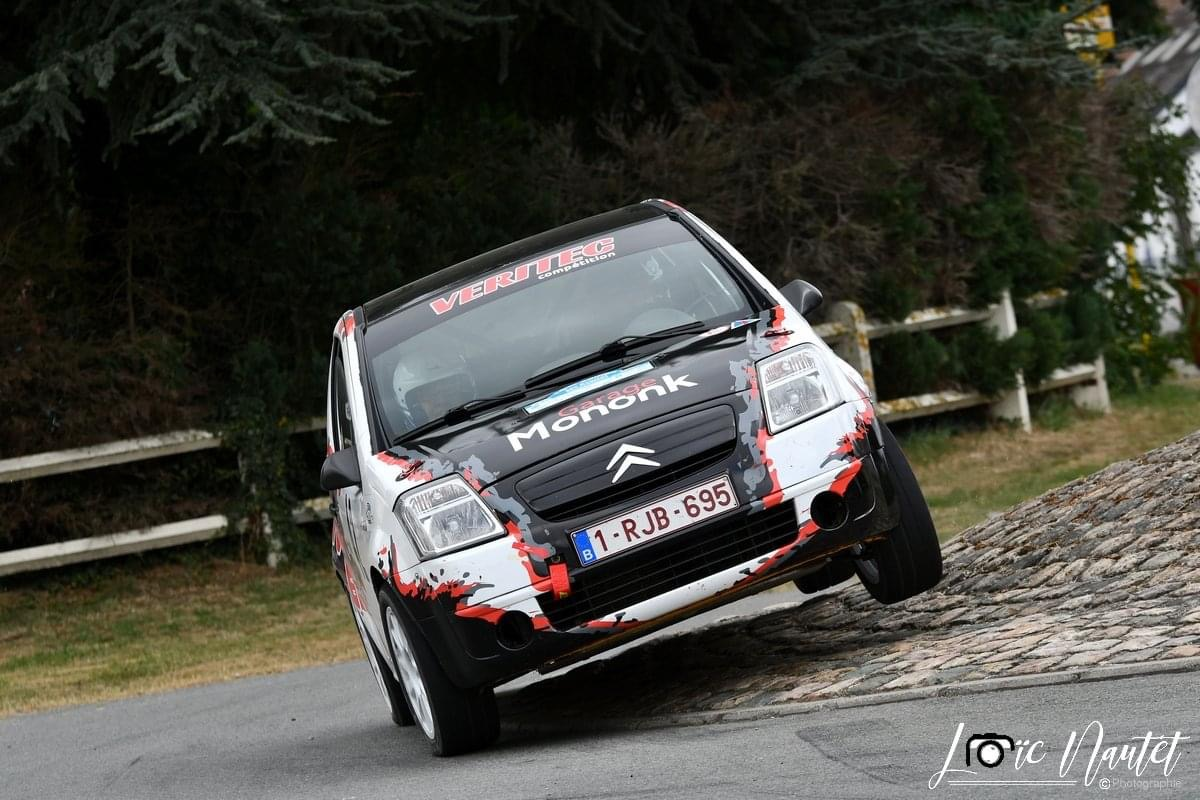 VERITEC
compétition
Garage
Mononk
1-RJB-695
B
Loïc Nautet
© Photographie